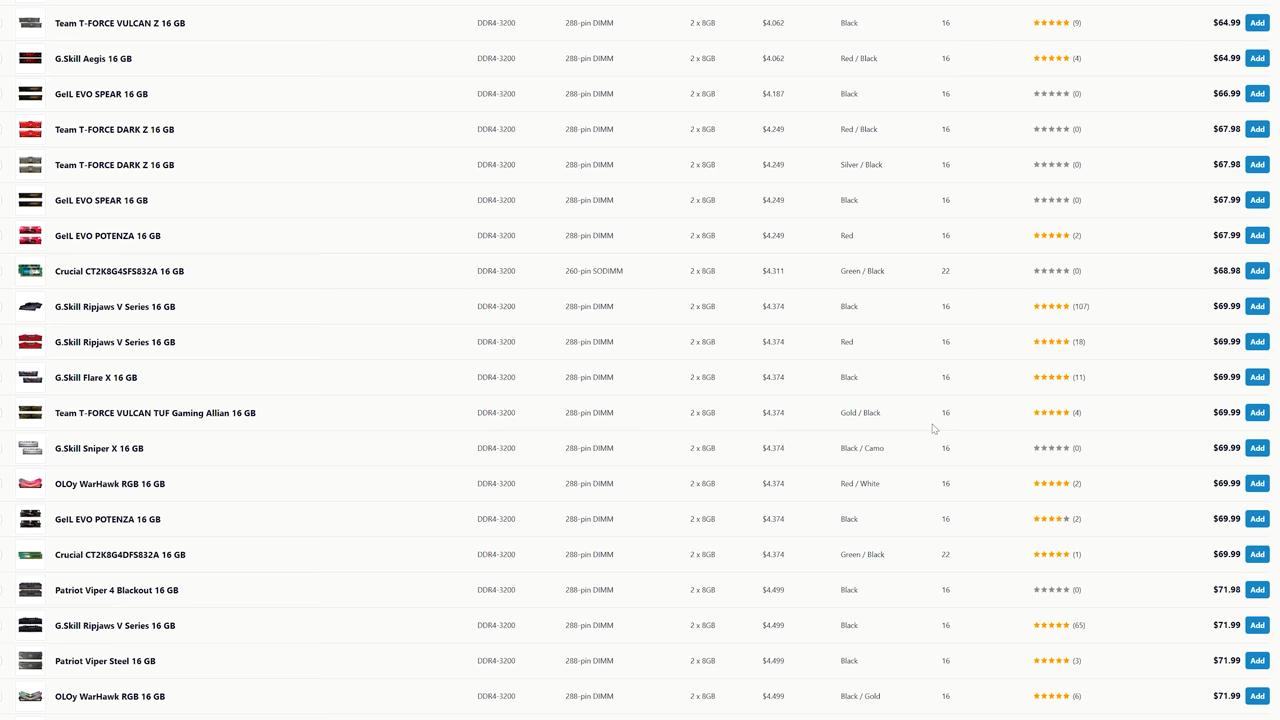 Team T-FORCE VULCAN Z 16 GB DDR4-3200 288-pin DIMM 2 x 8GB $4.062 Black 16 (9) $64.99 Add
G.Skill Aegis 16 GB DDR4-3200 288-pin DIMM 2 x 8GB $4.062 Red / Black 16 (4) $64.99 Add
GeIL EVO SPEAR 16 GB DDR4-3200 288-pin DIMM 2 x 8GB $4.187 Black 16 (0) $66.99 Add
Team T-FORCE DARK Z 16 GB DDR4-3200 288-pin DIMM 2 x 8GB $4.249 Red / Black 16 (0) $67.98 Add
Team T-FORCE DARK Z 16 GB DDR4-3200 288-pin DIMM 2 x 8GB $4.249 Silver / Black 16 (0) $67.98 Add
GeIL EVO SPEAR 16 GB DDR4-3200 288-pin DIMM 2 x 8GB $4.249 Black 16 (0) $67.99 Add
GeIL EVO POTENZA 16 GB DDR4-3200 288-pin DIMM 2 x 8GB $4.249 Red 16 (2) $67.99 Add
Crucial CT2K8G4SFS832A 16 GB DDR4-3200 260-pin SODIMM 2 x 8GB $4.311 Green / Black 22 (0) $68.98 Add
G.Skill Ripjaws V Series 16 GB DDR4-3200 288-pin DIMM 2 x 8GB $4.374 Black 16 (107) $69.99 Add
G.Skill Ripjaws V Series 16 GB DDR4-3200 288-pin DIMM 2 x 8GB $4.374 Red 16 (18) $69.99 Add
G.Skill Flare X 16 GB DDR4-3200 288-pin DIMM 2 x 8GB $4.374 Black 16 (11) $69.99 Add
Team T-FORCE VULCAN TUF Gaming Allian 16 GB DDR4-3200 288-pin DIMM 2 x 8GB $4.374 Gold / Black 16 (4) $69.99 Add
G.Skill Sniper X 16 GB DDR4-3200 288-pin DIMM 2 x 8GB $4.374 Black / Camo 16 (0) $69.99 Add
OLOy WarHawk RGB 16 GB DDR4-3200 288-pin DIMM 2 x 8GB $4.374 Red / White 16 (2) $69.99 Add
GeIL EVO POTENZA 16 GB DDR4-3200 288-pin DIMM 2 x 8GB $4.374 Black 16 (2) $69.99 Add
Crucial CT2K8G4DFS832A 16 GB DDR4-3200 288-pin DIMM 2 x 8GB $4.374 Green / Black 22 (1) $69.99 Add
Patriot Viper 4 Blackout 16 GB DDR4-3200 288-pin DIMM 2 x 8GB $4.499 Black 16 (0) $71.98 Add
G.Skill Ripjaws V Series 16 GB DDR4-3200 288-pin DIMM 2 x 8GB $4.499 Black 16 (65) $71.99 Add
Patriot Viper Steel 16 GB DDR4-3200 288-pin DIMM 2 x 8GB $4.499 Black 16 (3) $71.99 Add
OLOy WarHawk RGB 16 GB DDR4-3200 288-pin DIMM 2 x 8GB $4.499 Black / Gold 16 (6) $71.99 Add